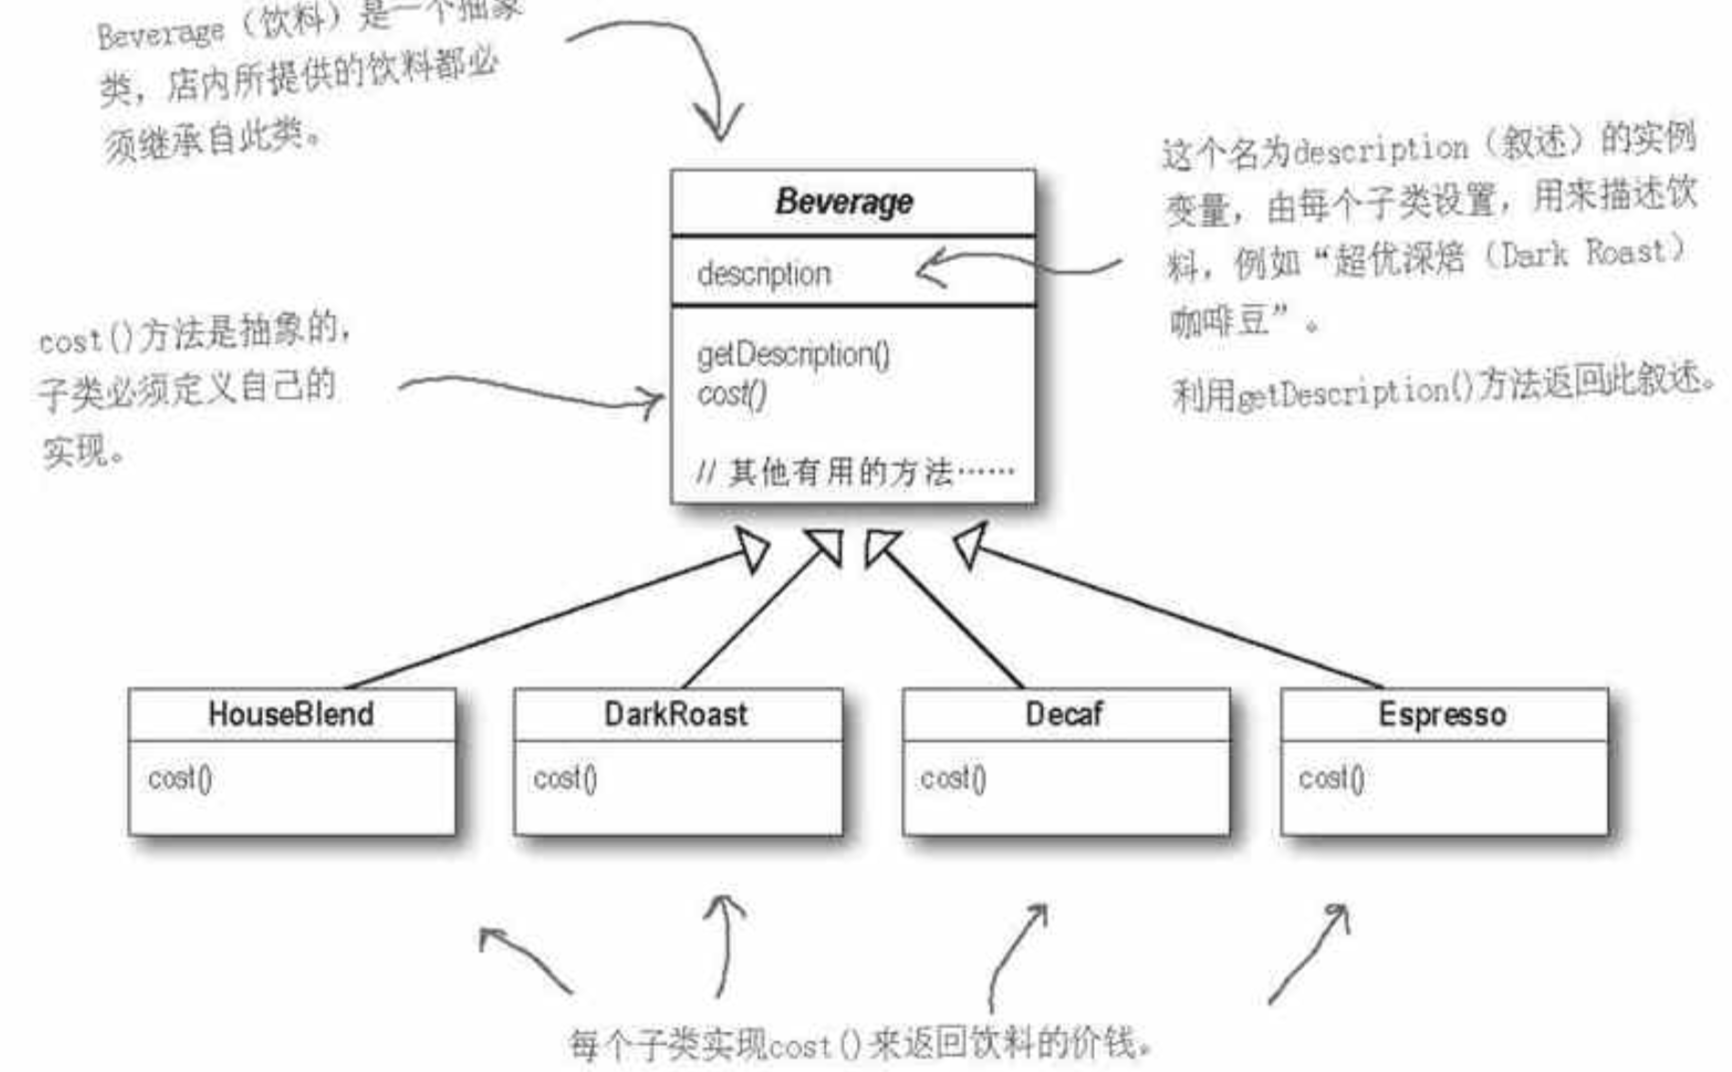 Beverage（饮料）是一个抽象
类，店内所提供的饮料都必
须继承自此类。
Beverage
description
getDescription()
cost()
// 其他有用的方法……
这个名为description（叙述）的实例
变量，由每个子类设置，用来描述饮
料，例如“超优深焙（Dark Roast）
咖啡豆”。
利用getDescription()方法返回此叙述。
cost()方法是抽象的，
子类必须定义自己的
实现。
HouseBlend
cost()
DarkRoast
cost()
Decaf
cost()
Espresso
cost()
每个子类实现cost()来返回饮料的价钱。